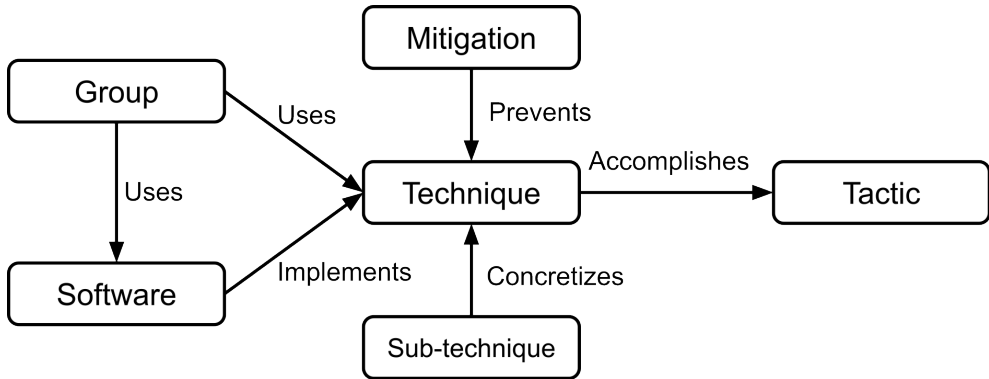 Mitigation
Group
Uses
Prevents
Uses
Accomplishes
Technique
Tactic
Implements
Concretizes
Software
Sub-technique